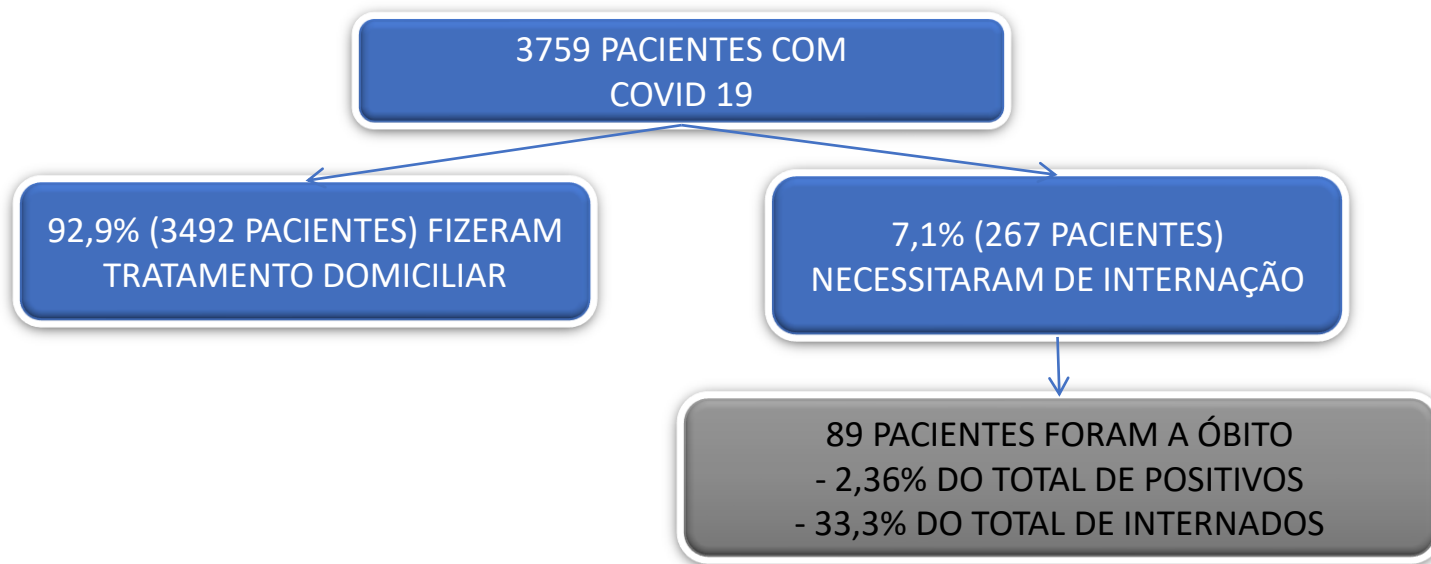 3759 PACIENTES COM
COVID 19
92,9% (3492 PACIENTES) FIZERAM
TRATAMENTO DOMICILIAR
7,1% (267 PACIENTES)
NECESSITARAM DE INTERNAÇÃO
89 PACIENTES FORAM A ÓBITO
- 2,36% DO TOTAL DE POSITIVOS
- 33,3% DO TOTAL DE INTERNADOS